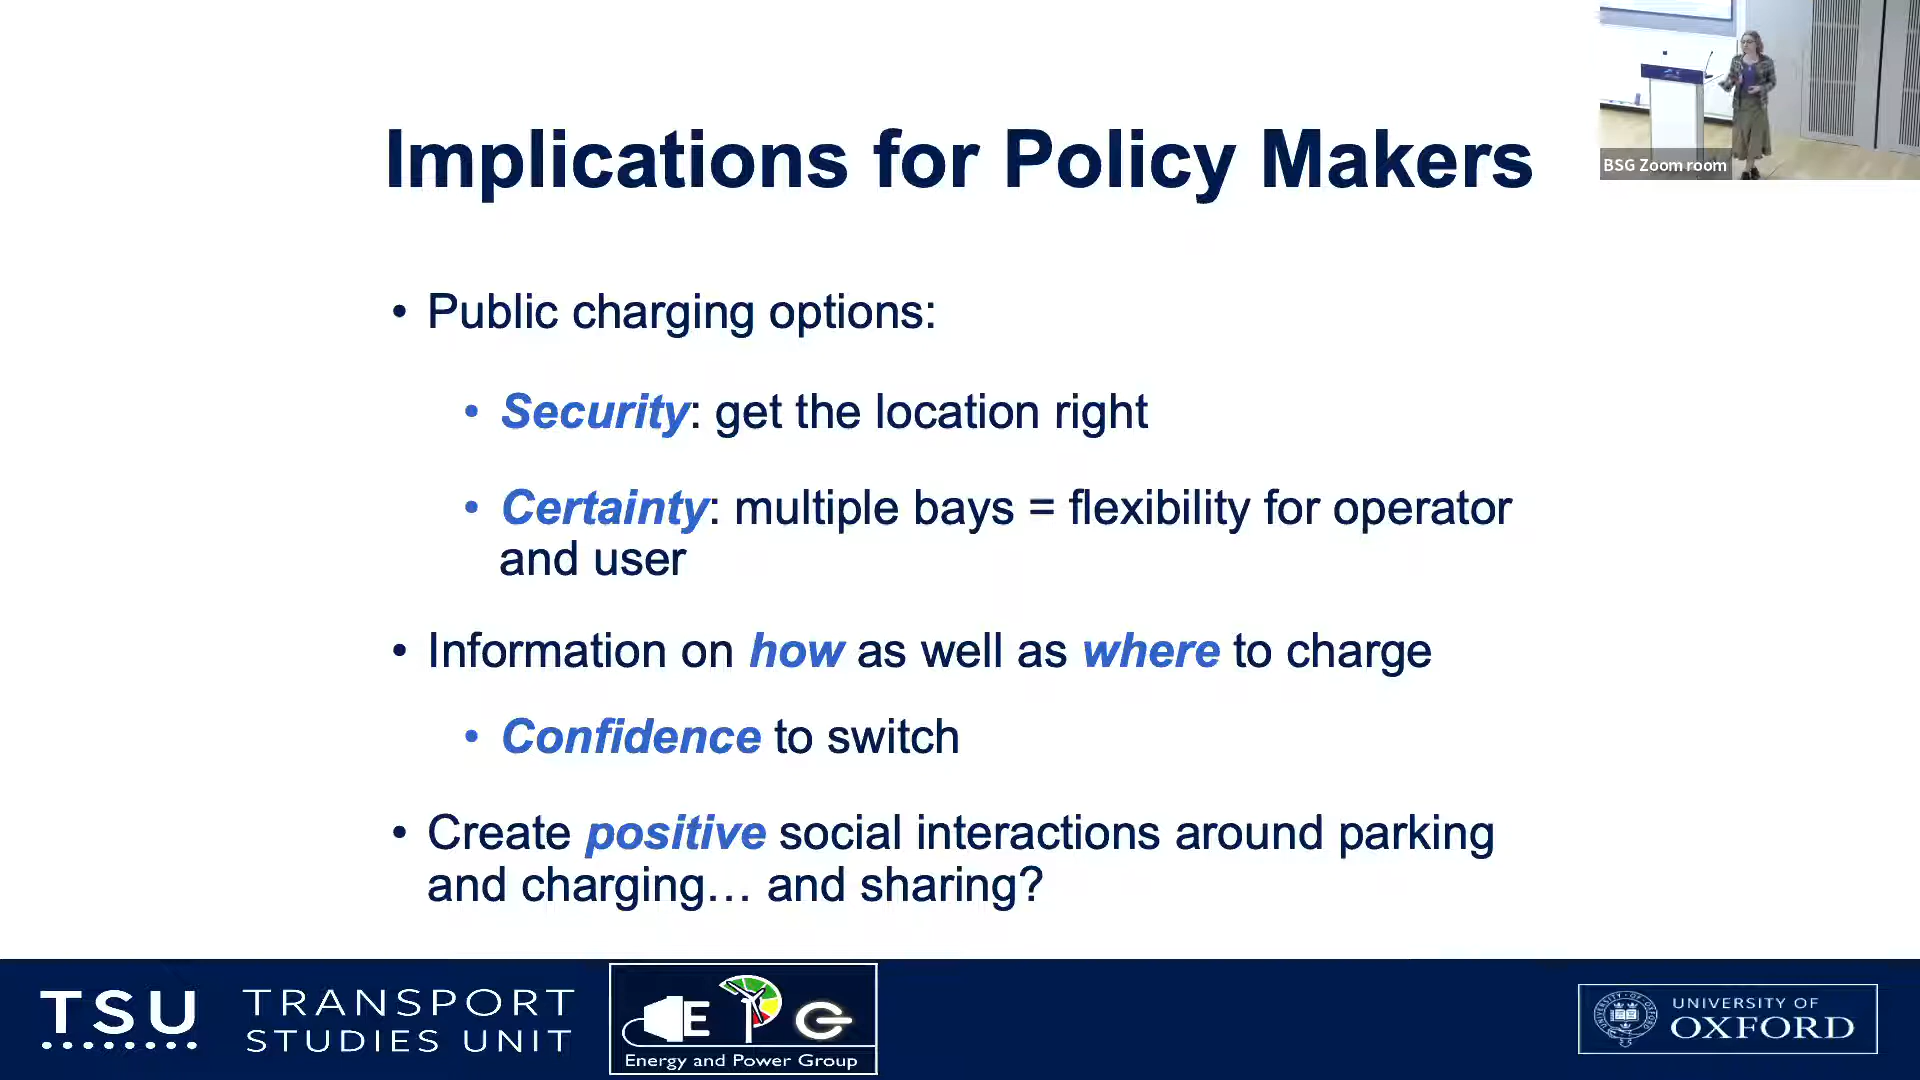 BSG Zoom room
Implications for Policy Makers
• Public charging options:
• Security: get the location right
• Certainty: multiple bays = flexibility for operator
and user
• Information on how as well as where to charge
• Confidence to switch
• Create positive social interactions around parking
and charging… and sharing?
TSU
TRANSPORT
STUDIES UNIT
EPG
Energy and Power Group
UNIVERSITY OF
OXFORD